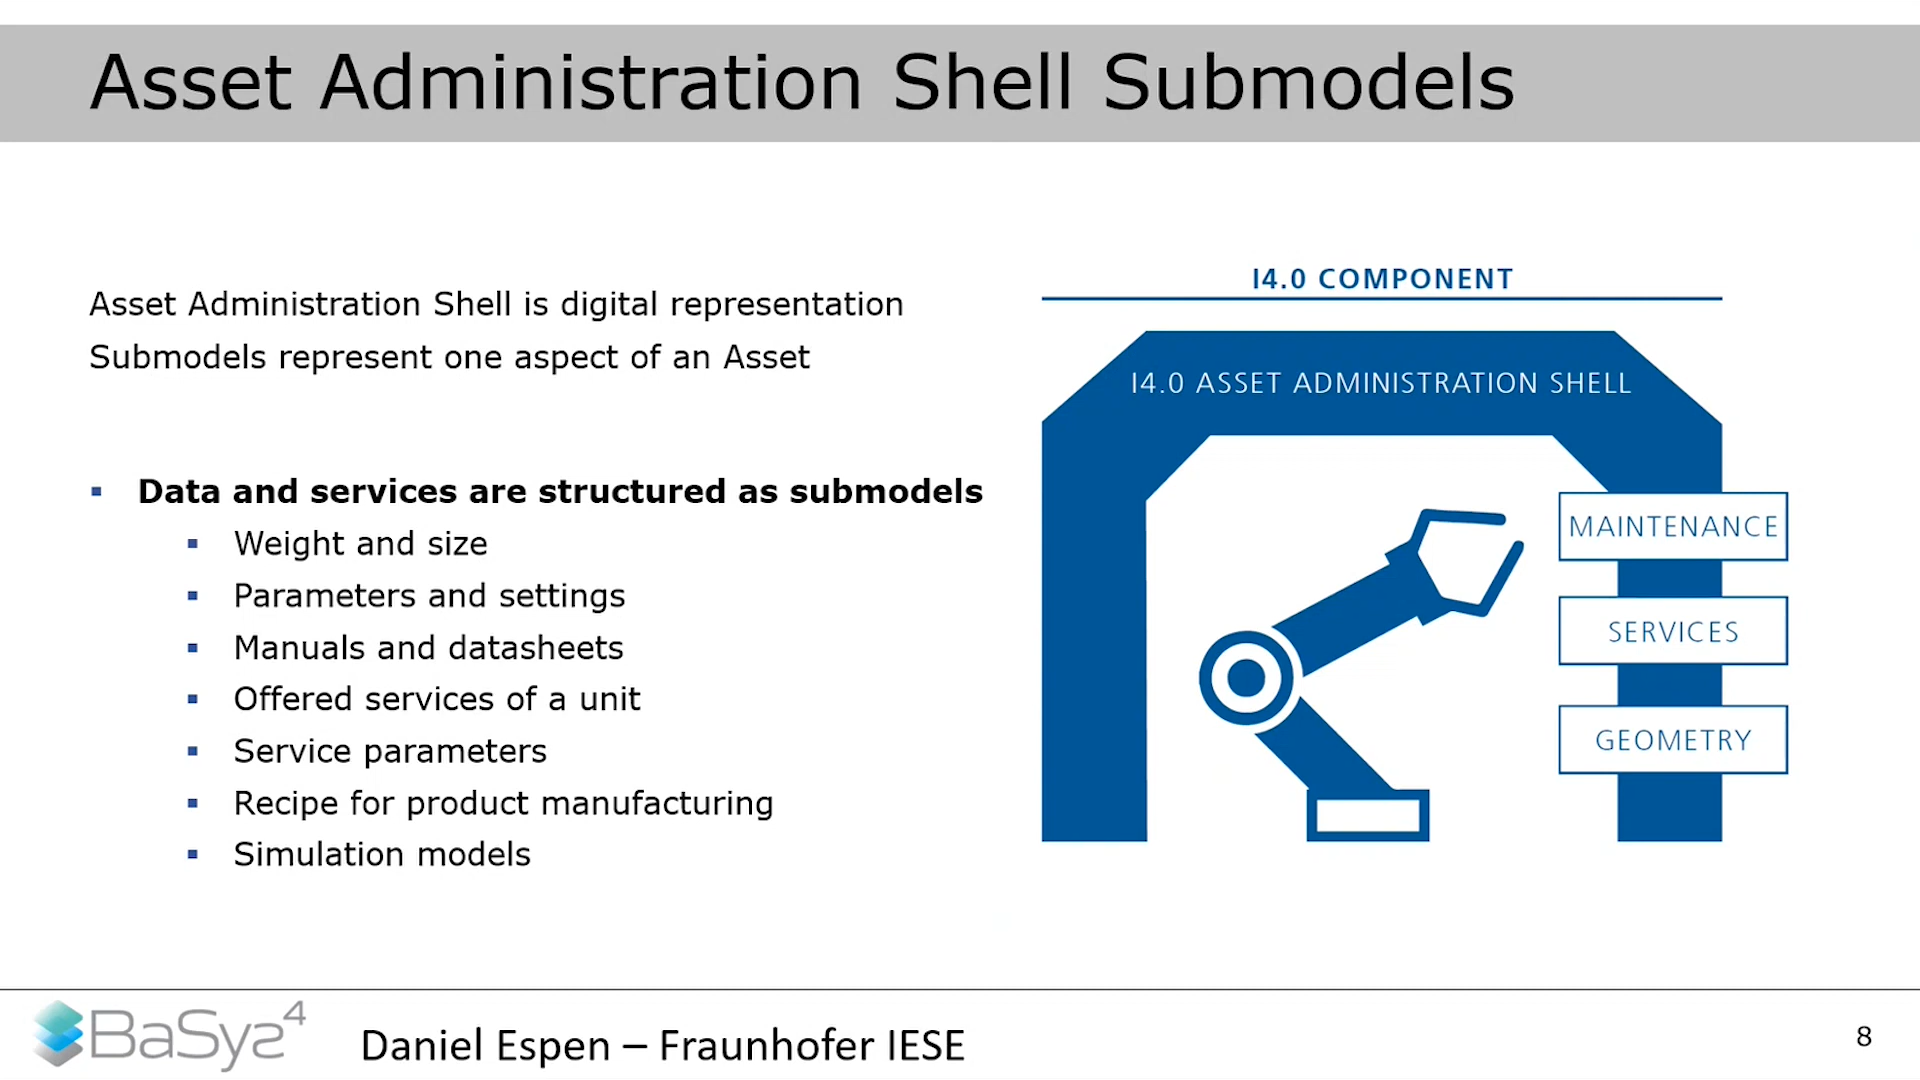 Asset Administration Shell Submodels
Asset Administration Shell is digital representation
Submodels represent one aspect of an Asset
Data and services are structured as submodels
Weight and size
Parameters and settings
Manuals and datasheets
Offered services of a unit
Service parameters
Recipe for product manufacturing
Simulation models
I4.0 COMPONENT
I4.0 ASSET ADMINISTRATION SHELL
MAINTENANCE
SERVICES
GEOMETRY
BaSys4
Daniel Espen – Fraunhofer IESE
8